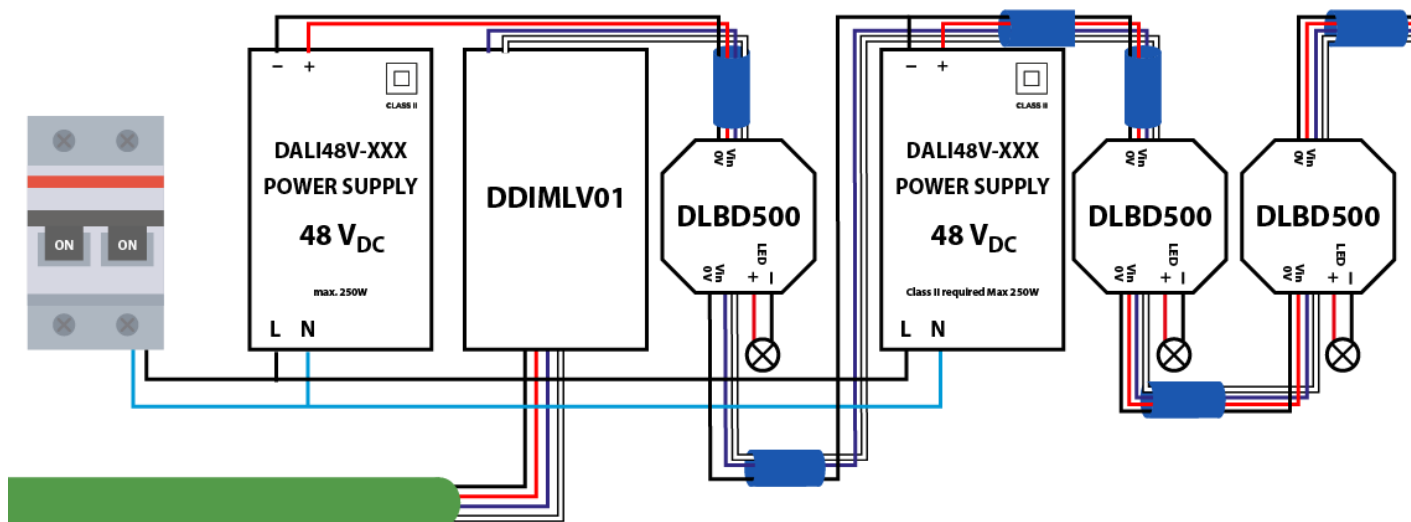 ON
ON
− +
CLASS II
DALI48V-XXX
POWER SUPPLY
48 VDC
max. 250W
L N
DDIMLV01
0V
Vin
DLBD500
0V
Vin
+
LED
−
− +
CLASS II
DALI48V-XXX
POWER SUPPLY
48 VDC
Class II required Max 250W
L N
0V
Vin
DLBD500
0V
Vin
+
LED
−
0V
Vin
DLBD500
0V
Vin
+
LED
−